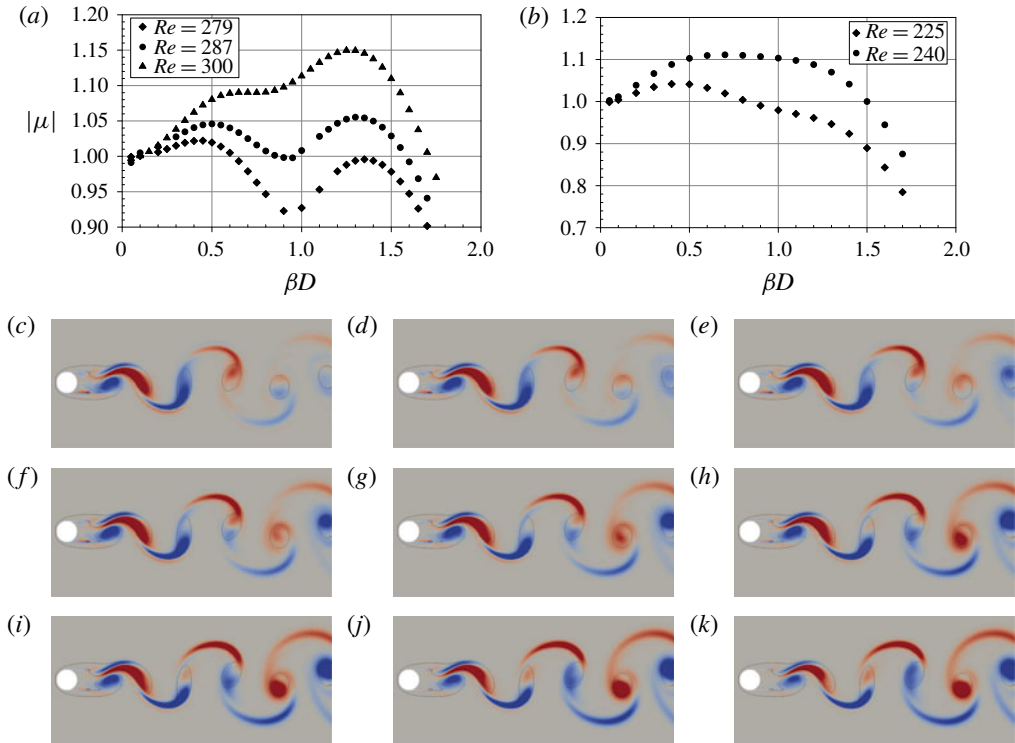 (a)
1.20
1.15
1.10
1.05
1.00
0.95
0.90
|μ|
Re = 279
Re = 287
Re = 300
0 0.5 1.0 1.5 2.0
βD
(b)
1.2
1.1
1.0
0.9
0.8
0.7
Re = 225
Re = 240
0 0.5 1.0 1.5 2.0
βD
(c) (d) (e)
(f) (g) (h)
(i) (j) (k)